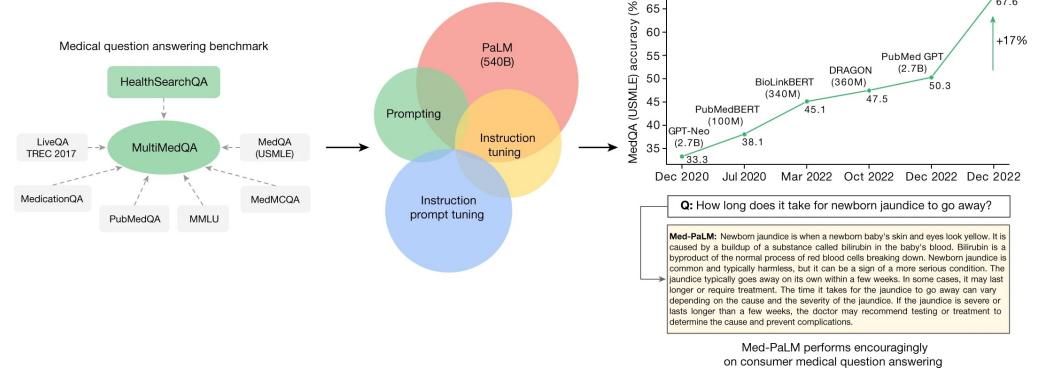 Medical question answering benchmark
HealthSearchQA
LiveQA
TREC 2017
MultiMedQA
MedQA
(USMLE)
MedicationQA
PubMedQA
MMLU
MedMCQA
PaLM
(540B)
Prompting
Instruction
tuning
Instruction
prompt tuning
MedQA (USMLE) accuracy (%
65
60
55
50
45
40
35
GPT-Neo
(2.7B)
33.3
PubMedBERT
(100M)
38.1
BioLinkBERT
(340M)
45.1
DRAGON
(360M)
47.5
PubMed GPT
(2.7B)
50.3
67.6
+17%
Dec 2020 Jul 2020 Mar 2022 Oct 2022 Dec 2022 Dec 2022
Q: How long does it take for newborn jaundice to go away?
Med-PaLM: Newborn jaundice is when a newborn baby's skin and eyes look yellow. It is
caused by a buildup of a substance called bilirubin in the baby's blood. Bilirubin is a
byproduct of the normal process of red blood cells breaking down. Newborn jaundice is
common and typically harmless, but it can be a sign of a more serious condition. The
jaundice typically goes away on its own within a few weeks. In some cases, it may last
longer or require treatment. The time it takes for the jaundice to go away can vary
depending on the cause and the severity of the jaundice. If the jaundice is severe or
lasts longer than a few weeks, the doctor may recommend testing or treatment to
determine the cause and prevent complications.
Med-PaLM performs encouragingly
on consumer medical question answering